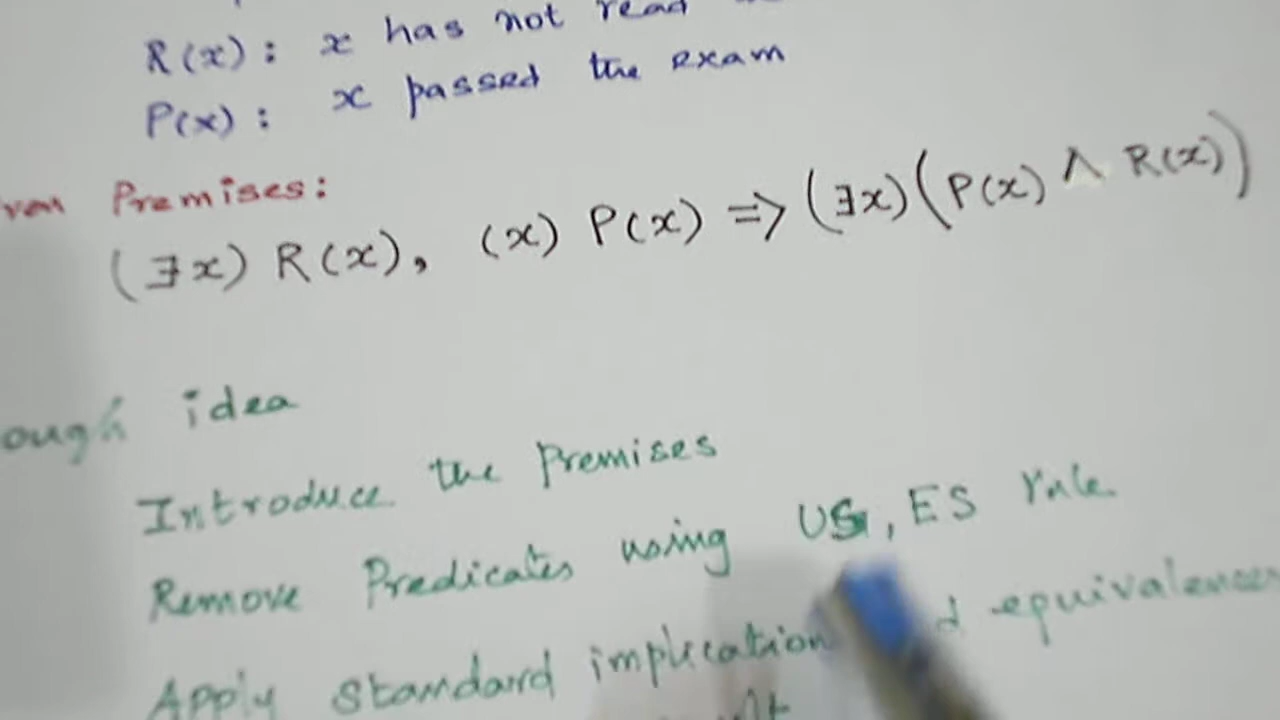 R(x): x has not read
P(x): x passed the exam
Premises:
(∃x) R(x), (x) P(x) => (∃x)(P(x) ∧ R(x))
idea
Introduce the premises
Remove Predicates using US, ES rule
Apply standard implication equivalences